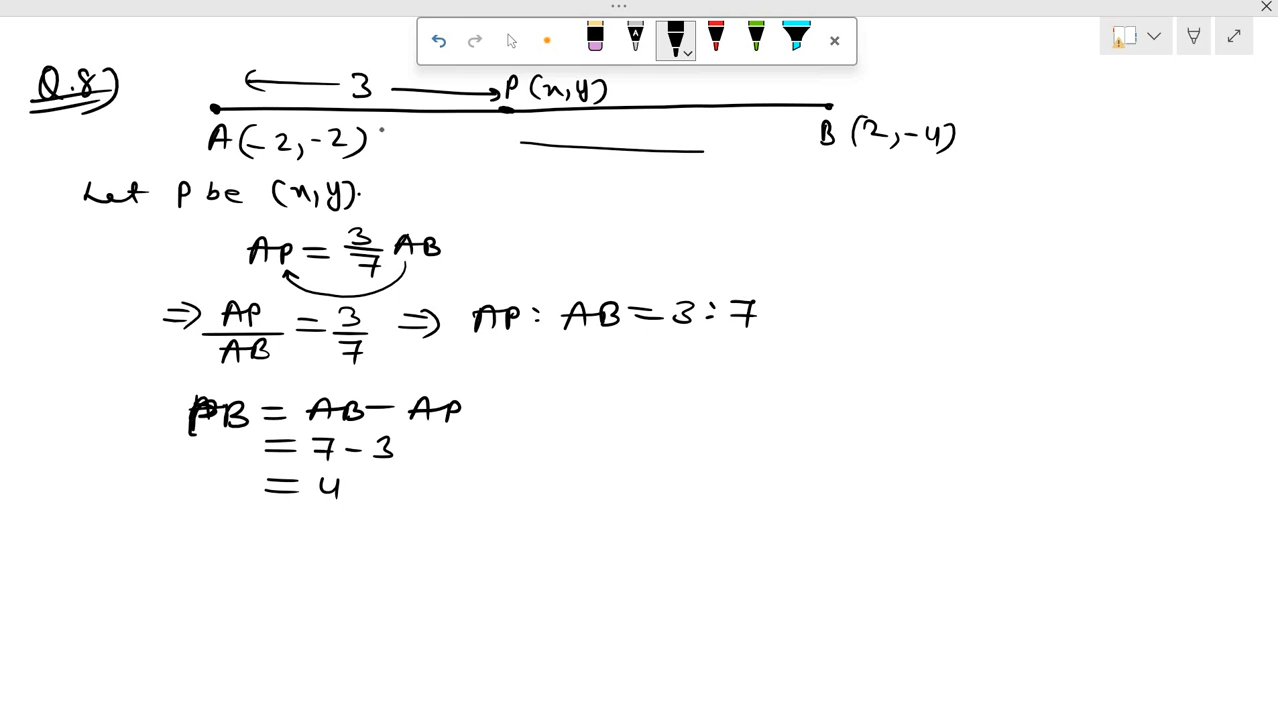 Q.8)
3 P (x,y)
A(-2,-2) B (2,-4)
Let P be (x,y).
AP = 3/7 AB
=> AP/AB = 3/7 => AP : AB = 3 : 7
PB = AB - AP
= 7 - 3
= 4